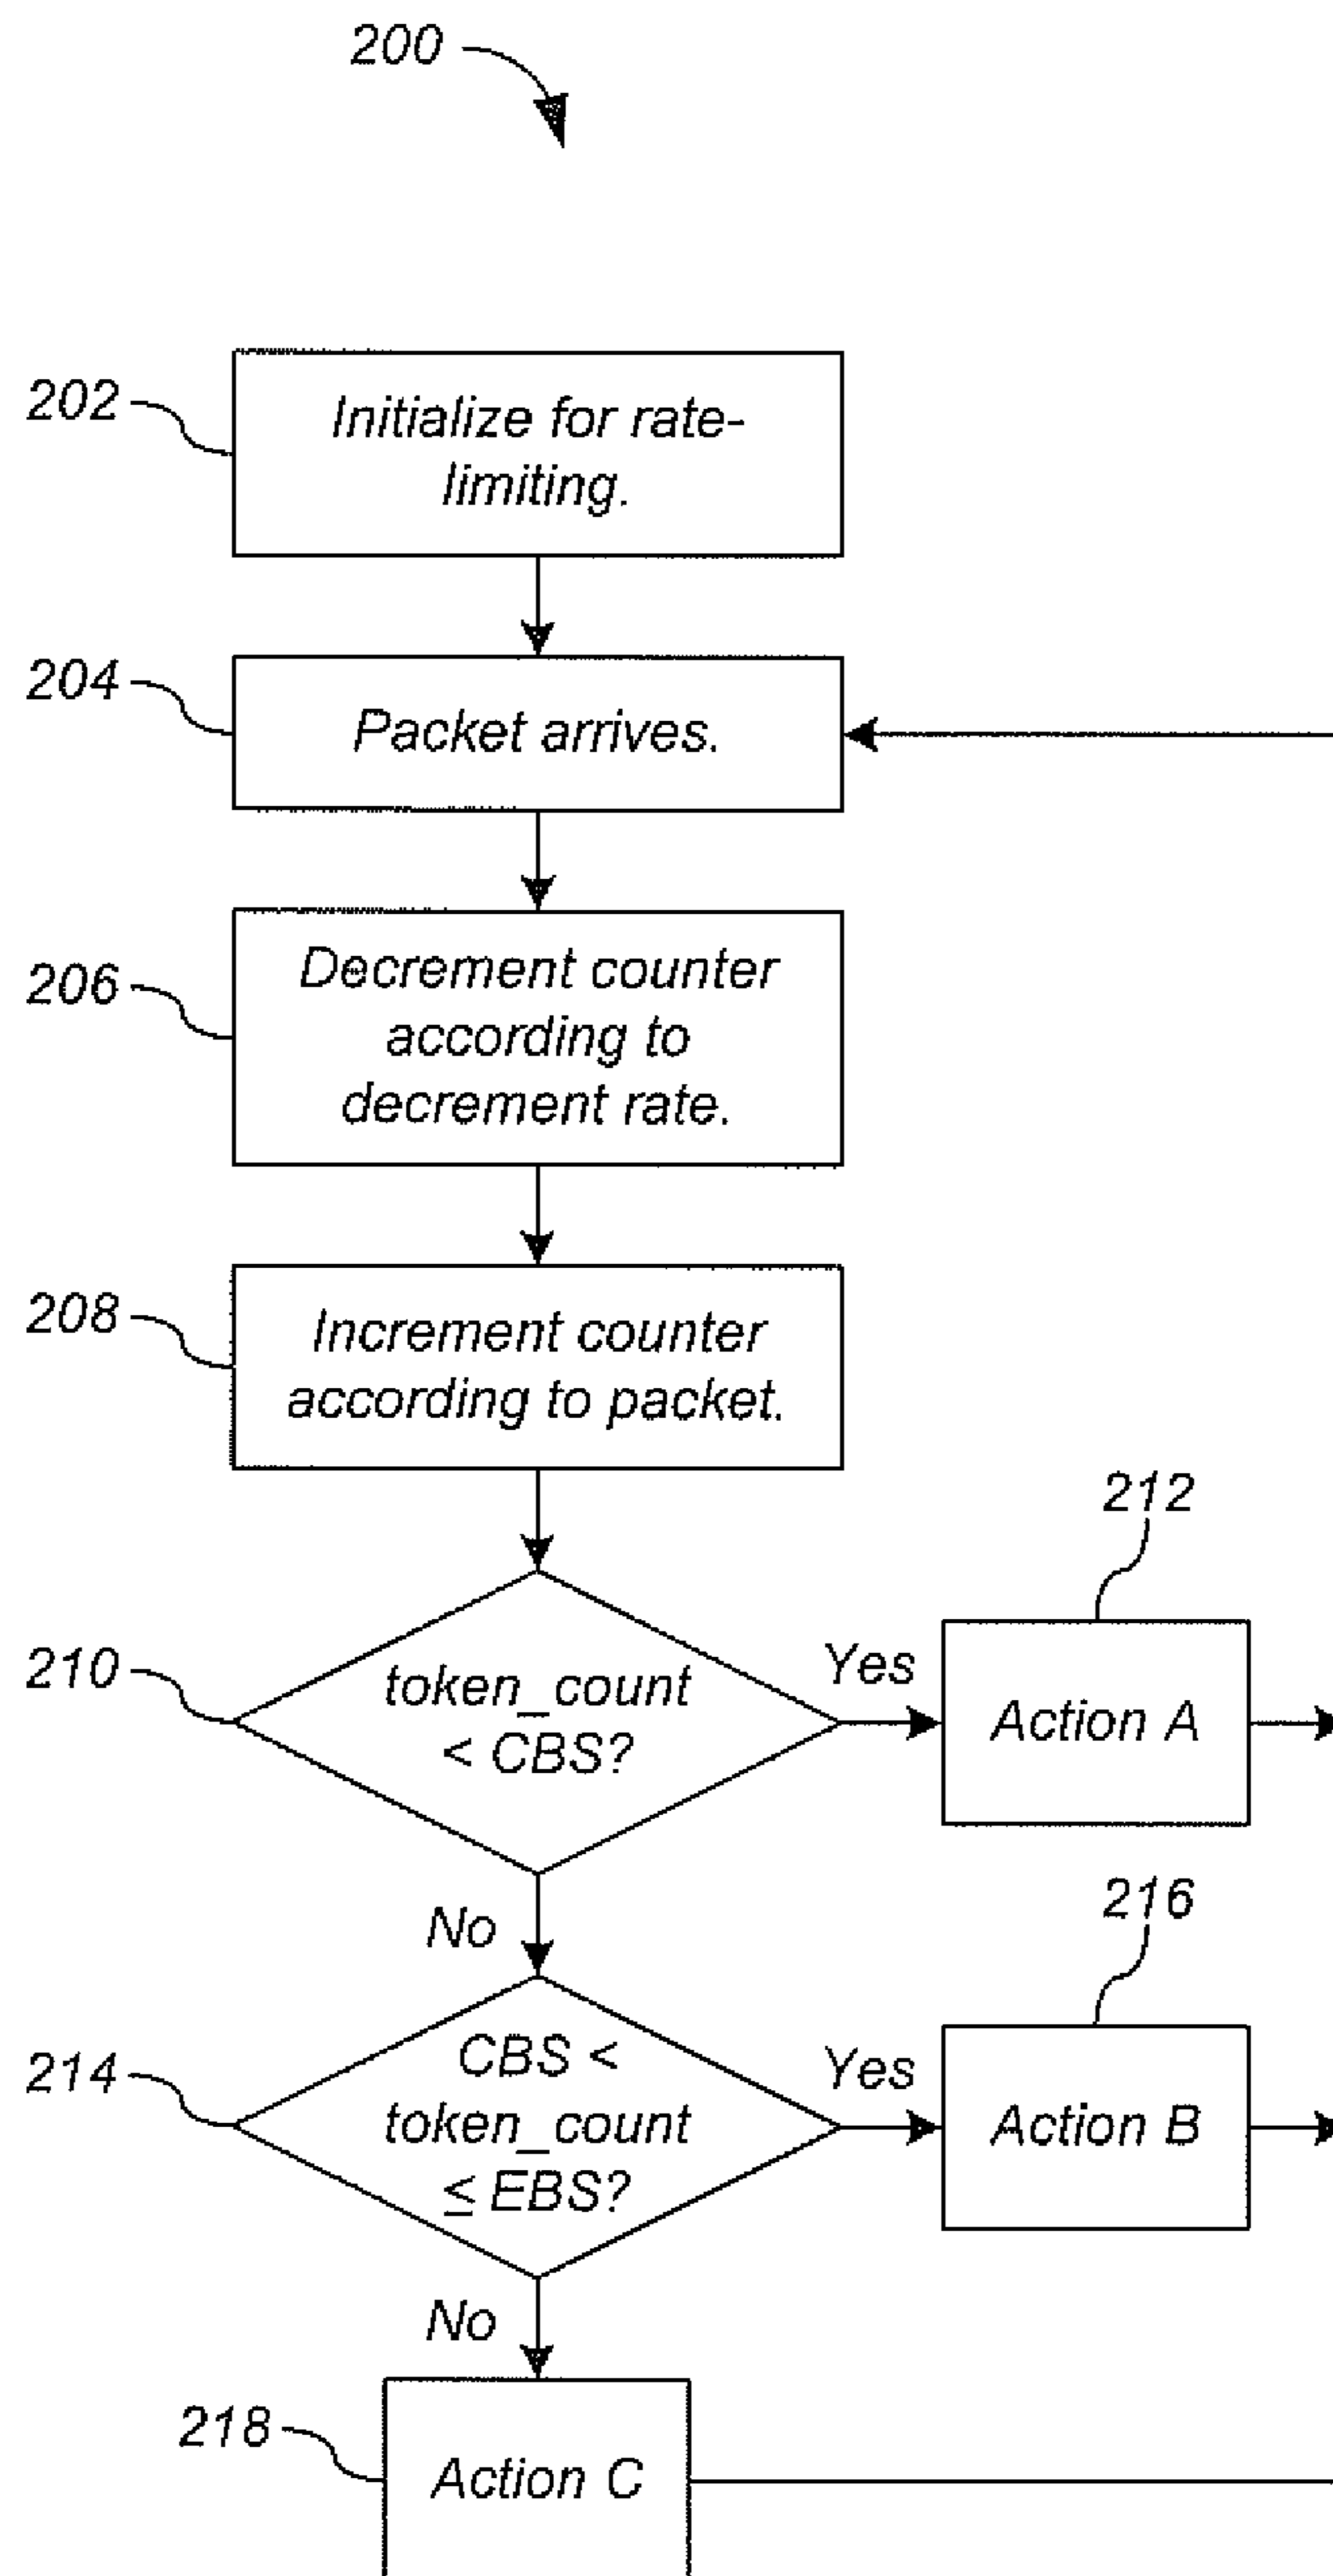 200
202
Initialize for rate-
limiting.
204
Packet arrives.
206
Decrement counter
according to
decrement rate.
208
Increment counter
according to packet.
212
210
token_count
< CBS?
Yes
Action A
No
216
214
CBS <
token_count
≤ EBS?
Yes
Action B
No
218
Action C